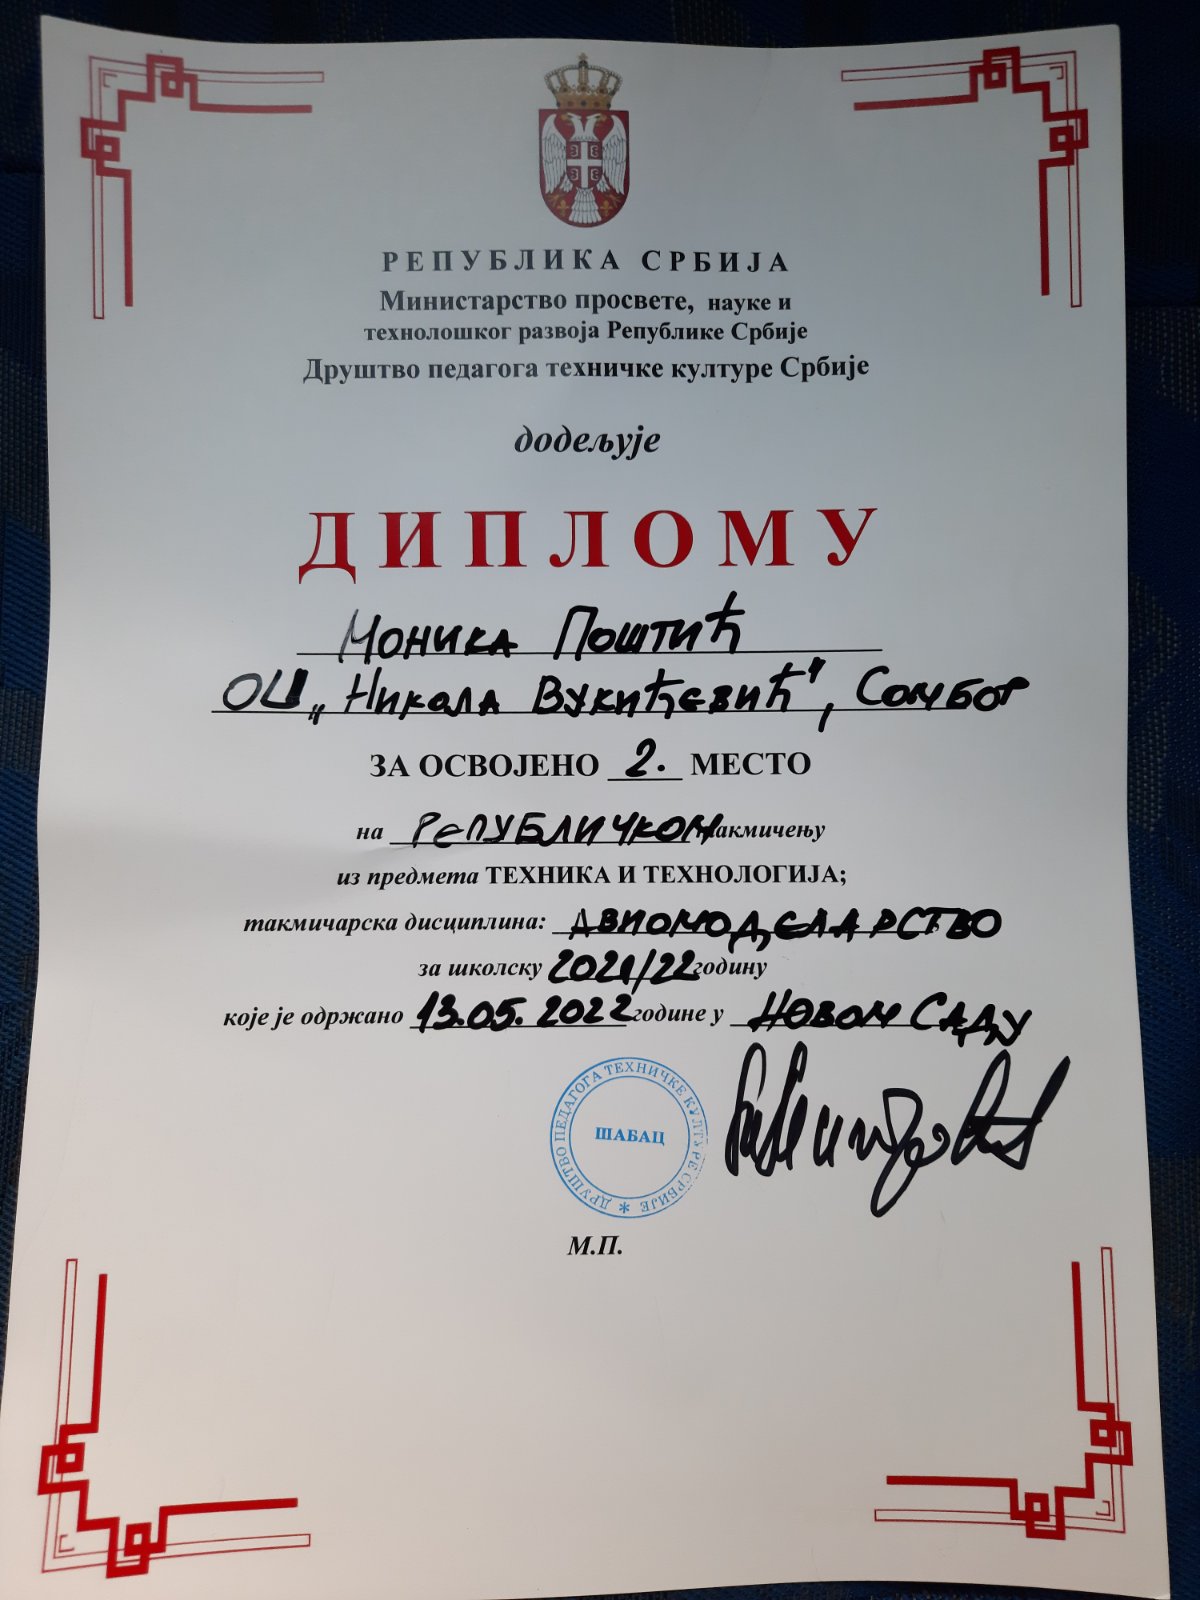 РЕПУБЛИКА СРБИЈА
Министарство просвете, науке и
технолошког развоја Републике Србије
Друштво педагога техничке културе Србије
додељује
ДИПЛОМУ
Моника Поштић
ОШ „Никола Вукићевић", Сомбор
ЗА ОСВОЈЕНО 2. МЕСТО
на РЕПУБЛИЧКОМ такмичењу
из предмета ТЕХНИКА И ТЕХНОЛОГИЈА;
такмичарска дисциплина: АВИОМОДЕЛАРСТВО
за школску 2021/22 годину
које је одржано 13.05.2022 године у НОВОМ САДУ
ДРУШТВО ПЕДАГОГА ТЕХНИЧКЕ КУЛТУРЕ СРБИЈЕ
ШАБАЦ
М.П.